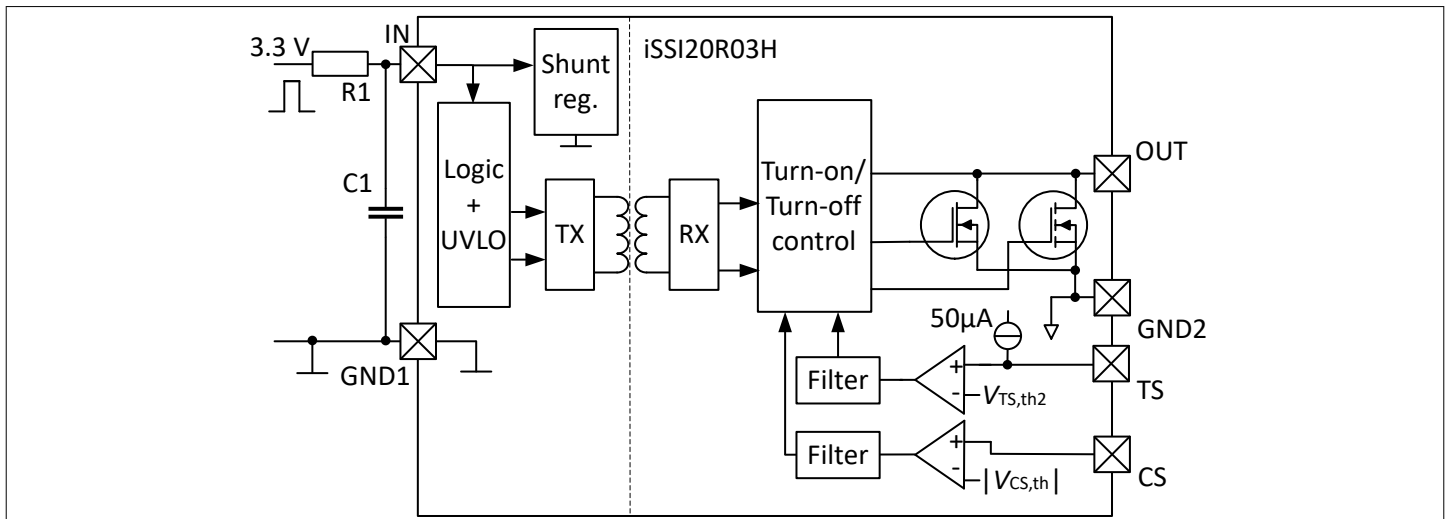 3.3 V
IN
R1
C1
GND1
Shunt
reg.
Logic
+
UVLO
TX
iSSI20R03H
RX
Turn-on/
Turn-off
control
OUT
GND2
50µA
TS
CS
Filter
+
-
VTS,th2
Filter
+
-
|VCS,th|